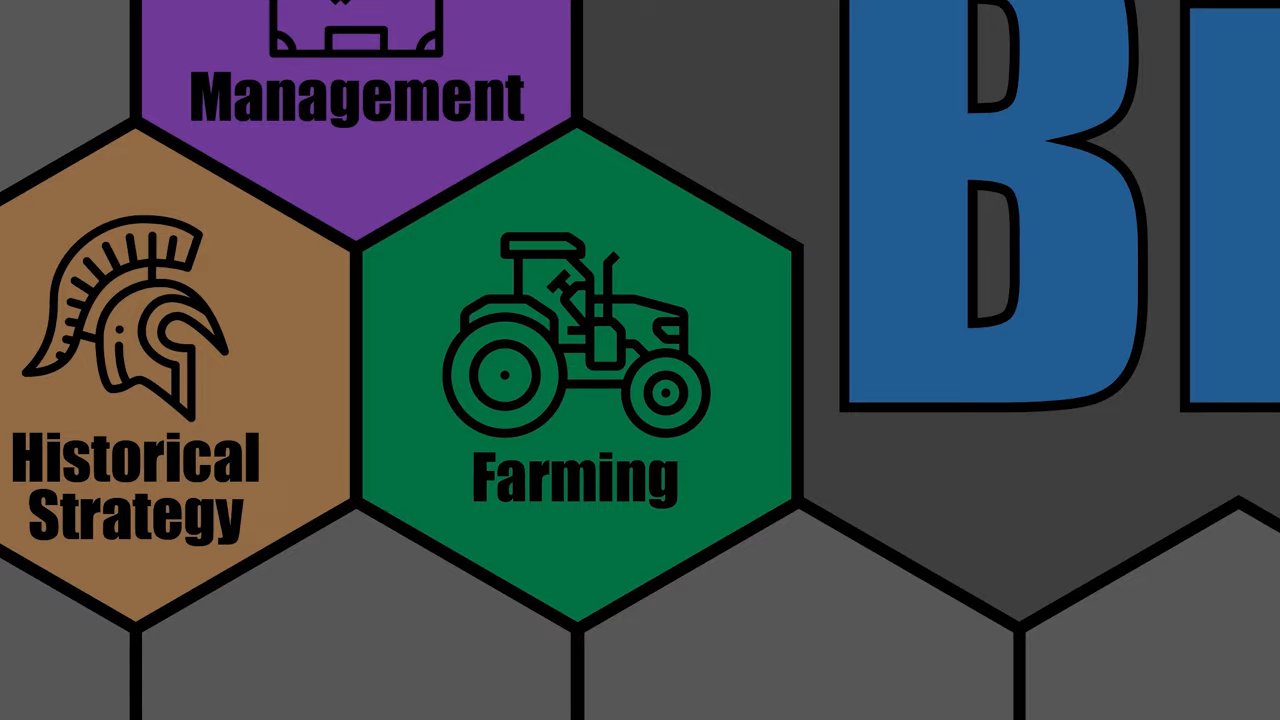 Management
Historical
Strategy
Farming
B